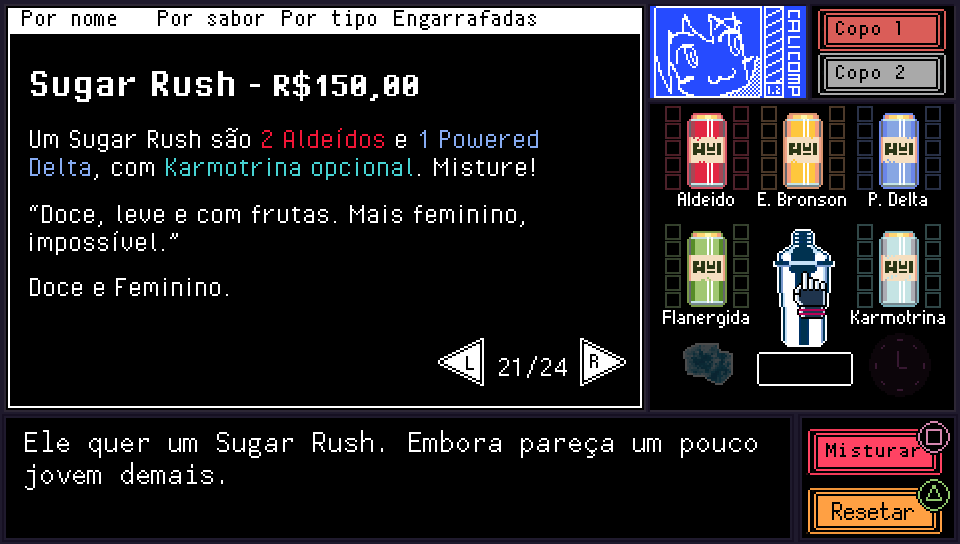 Por nome Por sabor Por tipo Engarrafadas
Sugar Rush - R$150,00
Um Sugar Rush são 2 Aldeídos e 1 Powered
Delta, com Karmotrina opcional. Misture!
“Doce, leve e com frutas. Mais feminino,
impossível.”
Doce e Feminino.
L 21/24 R
CALICOMP
1.2
Copo 1
Copo 2
Aldeido E. Bronson P. Delta
Flanergida Karmotrina
Ele quer um Sugar Rush. Embora pareça um pouco
jovem demais.
Misturar
Resetar